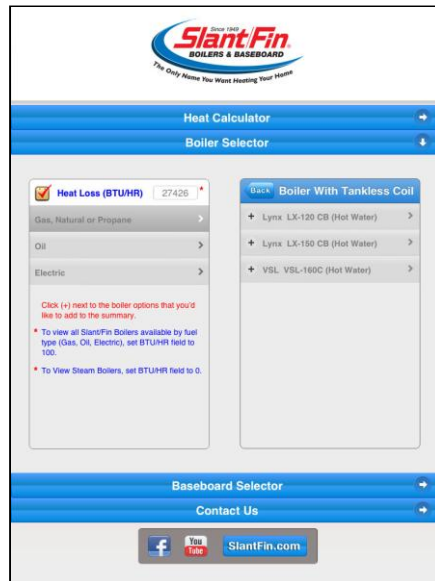 Since 1949
Slant/Fin.
BOILERS & BASEBOARD
The Only Name You Want Heating Your Home
Heat Calculator
Boiler Selector
Heat Loss (BTU/HR) 27426 *
Gas, Natural or Propane
Oil
Electric
Click (+) next to the boiler options that you'd
like to add to the summary.
* To view all Slant/Fin Boilers available by fuel
type (Gas, Oil, Electric), set BTU/HR field to
100.
* To View Steam Boilers, set BTU/HR field to 0.
Back Boiler With Tankless Coil
+ Lynx LX-120 CB (Hot Water)
+ Lynx LX-150 CB (Hot Water)
+ VSL VSL-160C (Hot Water)
Baseboard Selector
Contact Us
f You Tube SlantFin.com